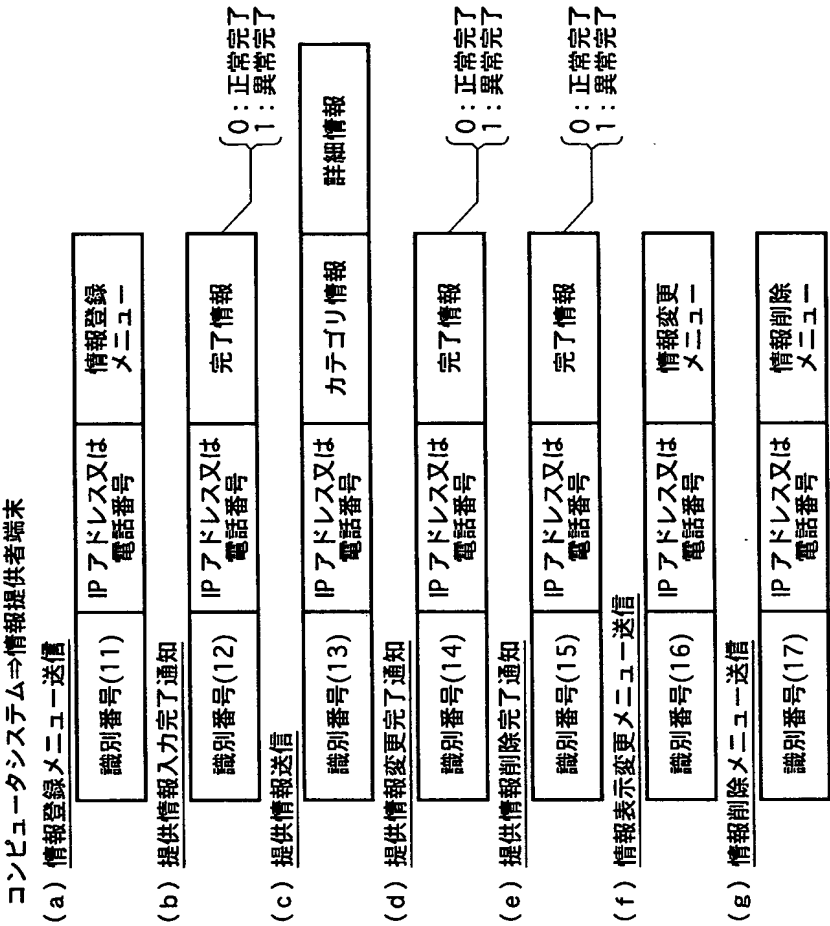 コンピュータシステム⇒情報提供者端末
(a) 情報登録メニュー送信
識別番号(11)
IPアドレス又は
電話番号
情報登録
メニュー
(b) 提供情報入力完了通知
識別番号(12)
IPアドレス又は
電話番号
完了情報
0:正常完了
1:異常完了
(c) 提供情報送信
識別番号(13)
IPアドレス又は
電話番号
カテゴリ情報
詳細情報
(d) 提供情報変更完了通知
識別番号(14)
IPアドレス又は
電話番号
完了情報
0:正常完了
1:異常完了
(e) 提供情報削除完了通知
識別番号(15)
IPアドレス又は
電話番号
完了情報
0:正常完了
1:異常完了
(f) 情報表示変更メニュー送信
識別番号(16)
IPアドレス又は
電話番号
情報変更
メニュー
(g) 情報削除メニュー送信
識別番号(17)
IPアドレス又は
電話番号
情報削除
メニュー